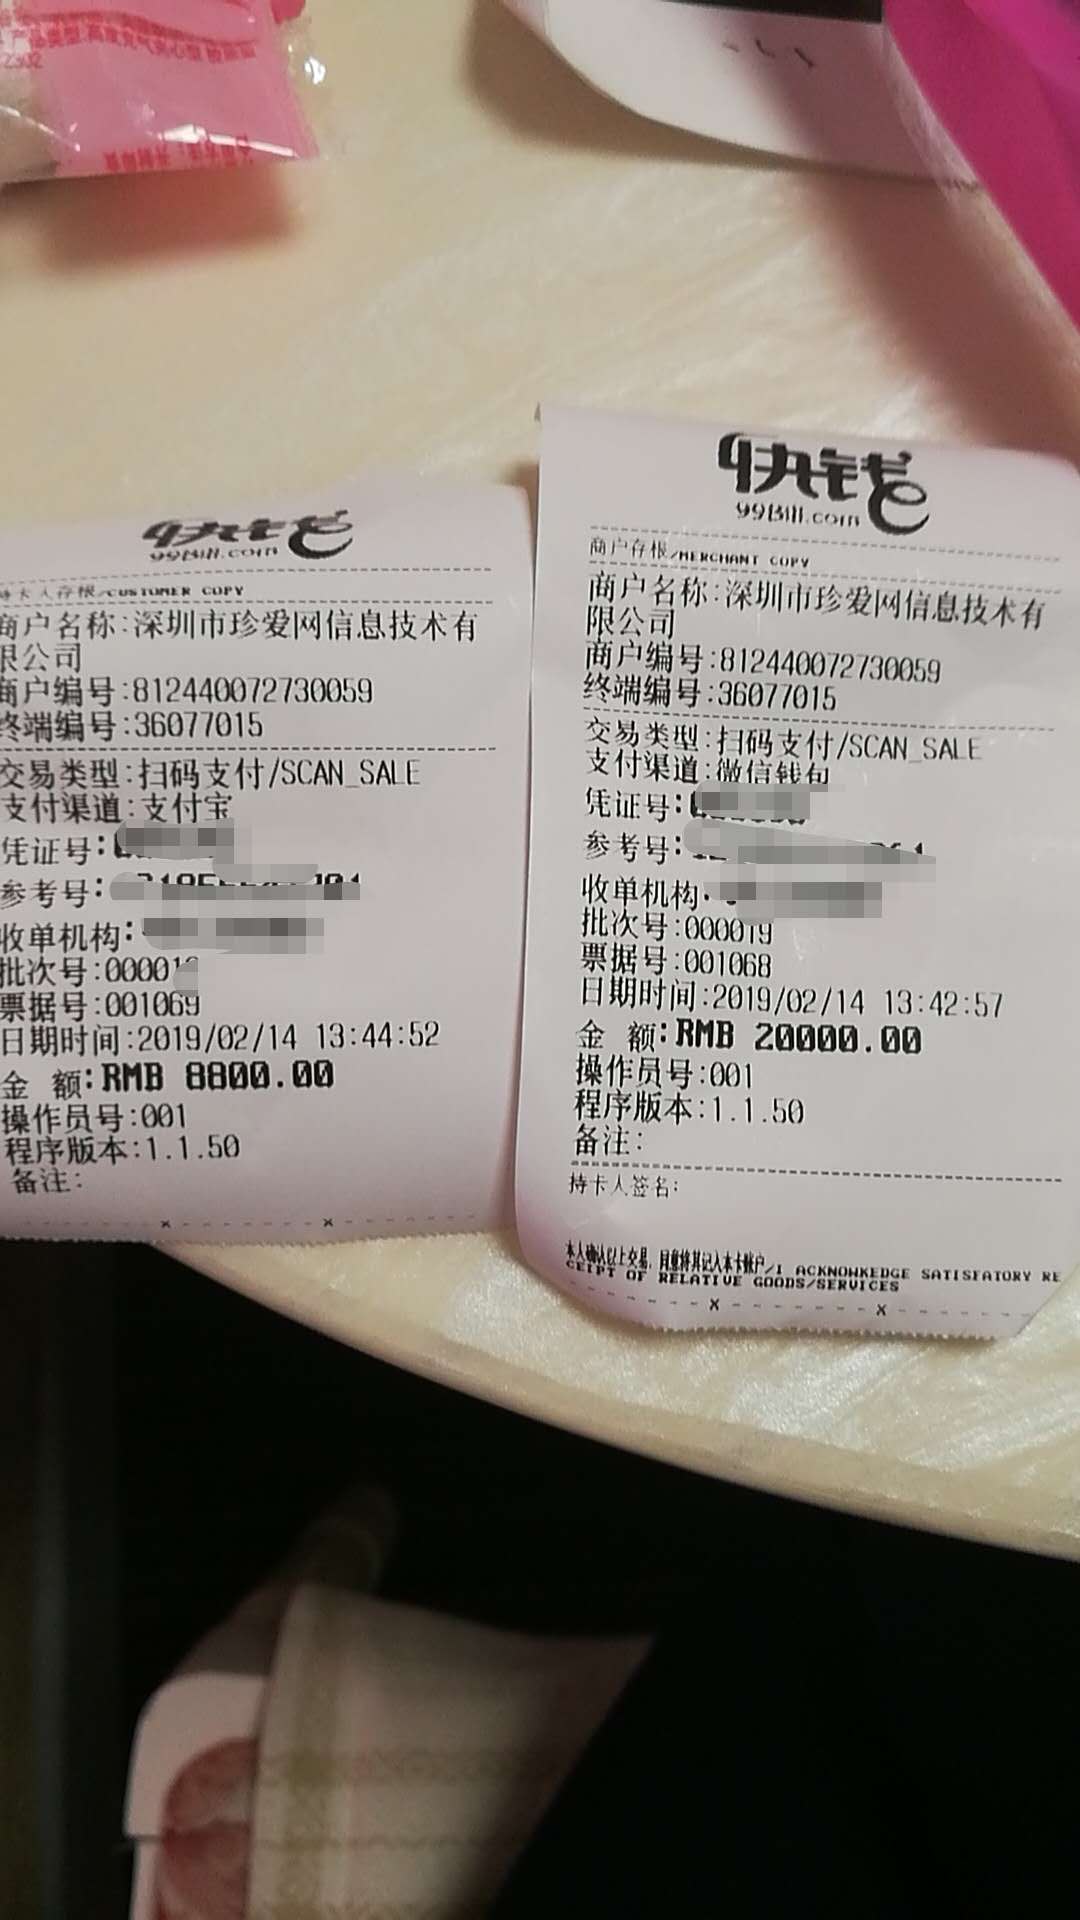 快钱
99Bill.com
持卡人存根/CUSTOMER COPY
商户名称:深圳市珍爱网信息技术有
限公司
商户编号:812440072730059
终端编号:36077015
交易类型:扫码支付/SCAN_SALE
支付渠道:支付宝
凭证号:
参考号:
收单机构:
批次号:00001
票据号:001069
日期时间:2019/02/14 13:44:52
金 额:RMB 8800.00
操作员号:001
程序版本:1.1.50
备注:
快钱
99Bill.com
商户存根/MERCHANT COPY
商户名称:深圳市珍爱网信息技术有
限公司
商户编号:812440072730059
终端编号:36077015
交易类型:扫码支付/SCAN_SALE
支付渠道:微信钱包
凭证号:
参考号:
收单机构:
批次号:000019
票据号:001068
日期时间:2019/02/14 13:42:57
金 额:RMB 20000.00
操作员号:001
程序版本:1.1.50
备注:
持卡人签名:
本人确认以上交易,同意将其记入本卡账户/I ACKNOWKEDGE SATISFATORY RE
CEIPT OF RELATIVE GOODS/SERVICES